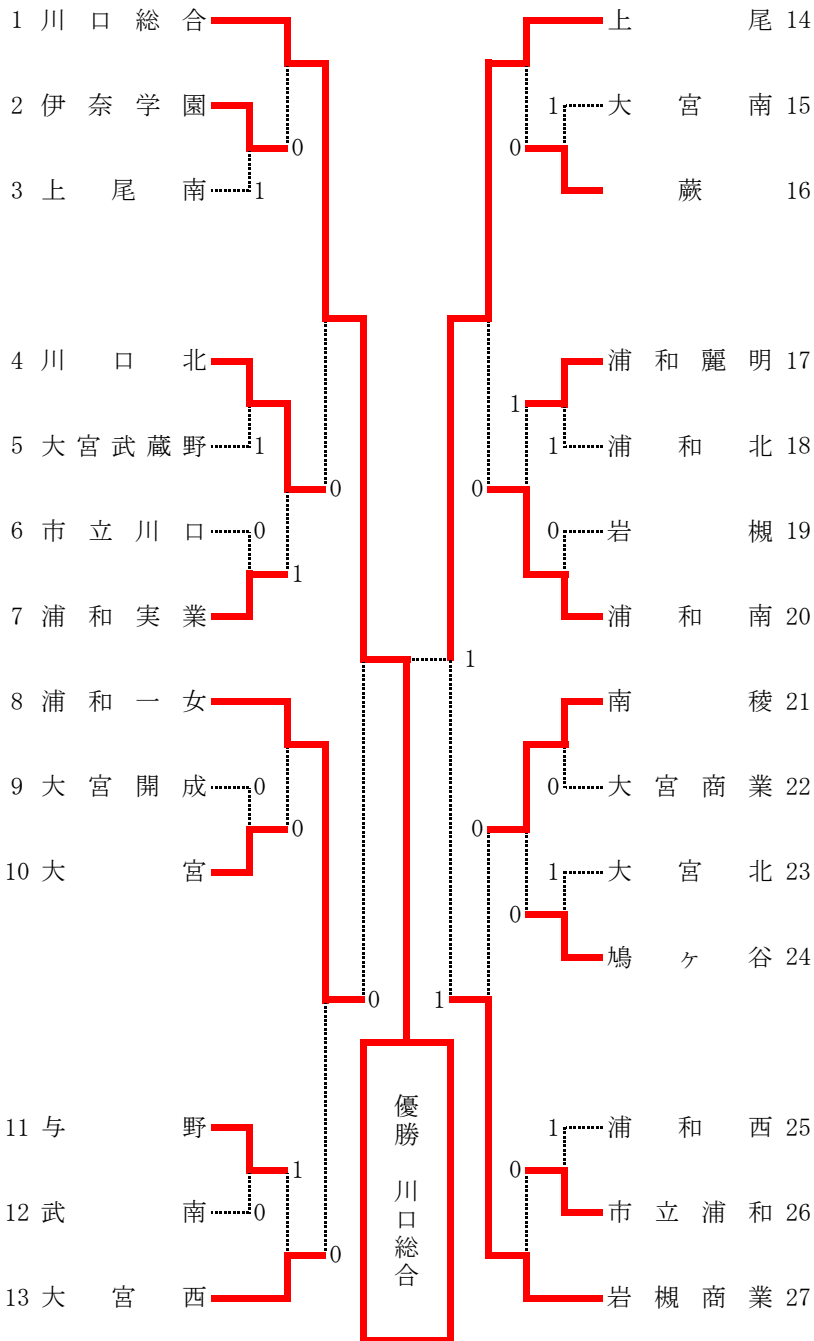 1 川口総合
上尾 14
2 伊奈学園
1 大宮南 15
0
0
3 上尾南 1
蕨 16
4 川口北
浦和麗明 17
1
5 大宮武蔵野 1
1 浦和北 18
0
0
6 市立川口 0
0 岩槻 19
1
7 浦和実業
浦和南 20
1
8 浦和一女
南稜 21
9 大宮開成 0
0 大宮商業 22
0
0
10 大宮
1 大宮北 23
0
鳩ヶ谷 24
0
1
優勝 川口総合
11 与野
1 浦和西 25
1
0
12 武南 0
市立浦和 26
0
13 大宮西
岩槻商業 27